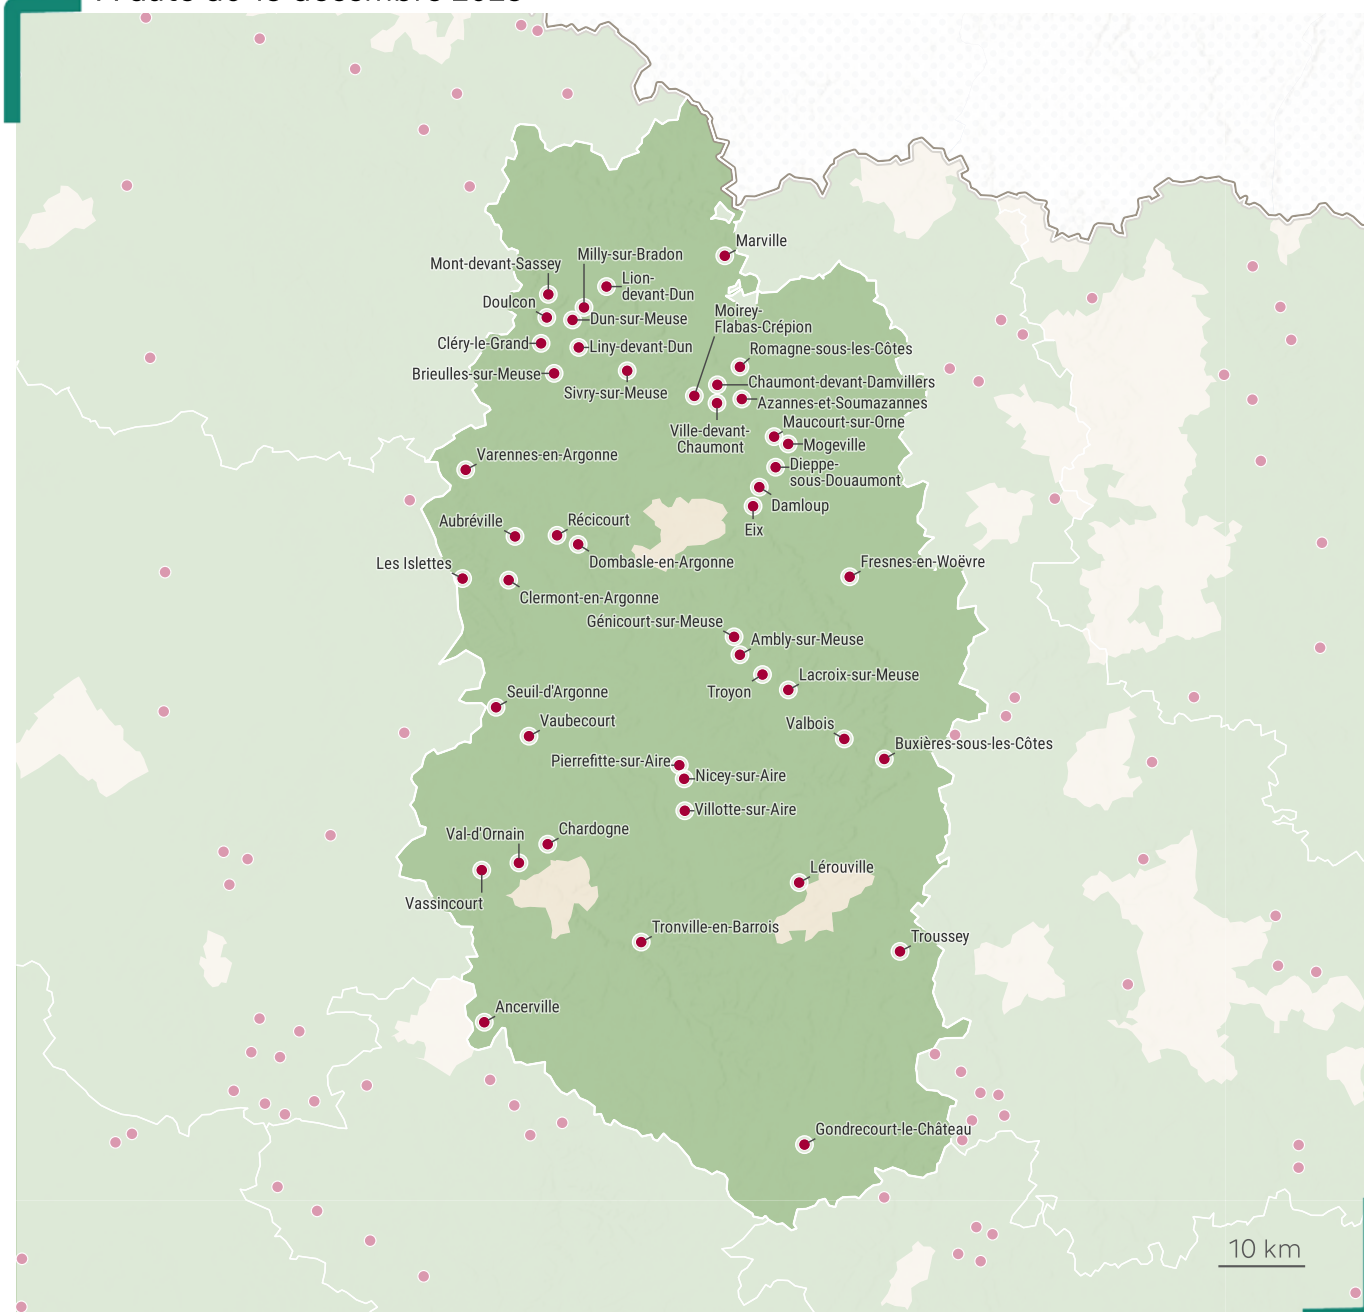 À date du 15 décembre 2025
Marville
Milly-sur-Bradon
Mont-devant-Sassey
Lion-
devant-Dun
Doulcon
Moirey-
Flabas-Crépion
Dun-sur-Meuse
Cléry-le-Grand
Liny-devant-Dun
Romagne-sous-les-Côtes
Brieulles-sur-Meuse
Chaumont-devant-Damvillers
Sivry-sur-Meuse
Azannes-et-Soumazannes
Maucourt-sur-Orne
Ville-devant-
Chaumont
Mogeville
Varennes-en-Argonne
Dieppe-
sous-Douaumont
Damloup
Aubréville
Récicourt
Eix
Les Islettes
Dombasle-en-Argonne
Fresnes-en-Woëvre
Clermont-en-Argonne
Génicourt-sur-Meuse
Ambly-sur-Meuse
Lacroix-sur-Meuse
Seuil-d'Argonne
Troyon
Vaubecourt
Valbois
Buxières-sous-les-Côtes
Pierrefitte-sur-Aire
Nicey-sur-Aire
Villotte-sur-Aire
Val-d'Ornain
Chardogne
Lérouville
Vassincourt
Tronville-en-Barrois
Troussey
Ancerville
Gondrecourt-le-Château
10 km